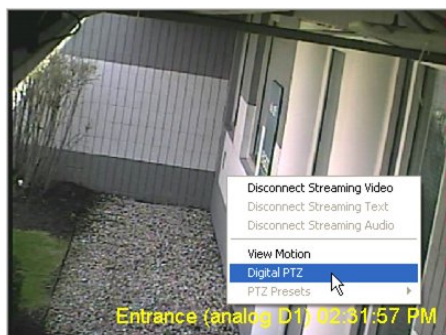 Disconnect Streaming Video
Disconnect Streaming Text
Disconnect Streaming Audio
View Motion
Digital PTZ
PTZ Presets
Entrance (analog D1) 02:31:57 PM